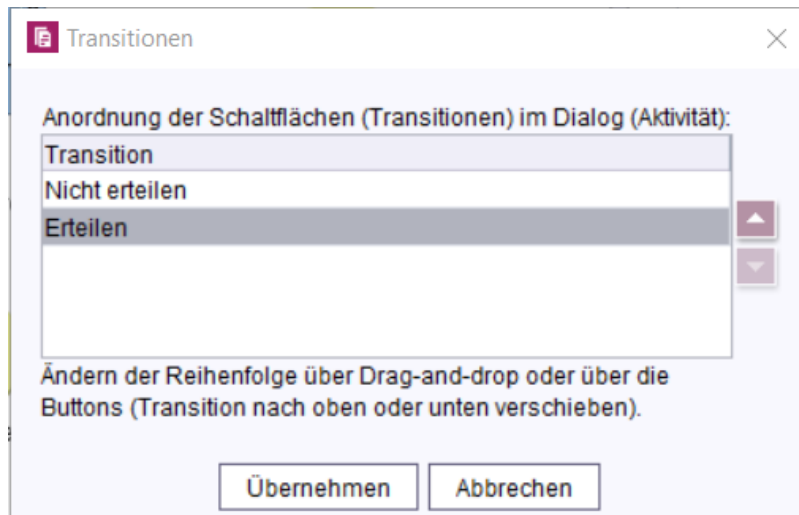 Transitionen
Anordnung der Schaltflächen (Transitionen) im Dialog (Aktivität):
Transition
Nicht erteilen
Erteilen
Ändern der Reihenfolge über Drag-and-drop oder über die
Buttons (Transition nach oben oder unten verschieben).
Übernehmen Abbrechen